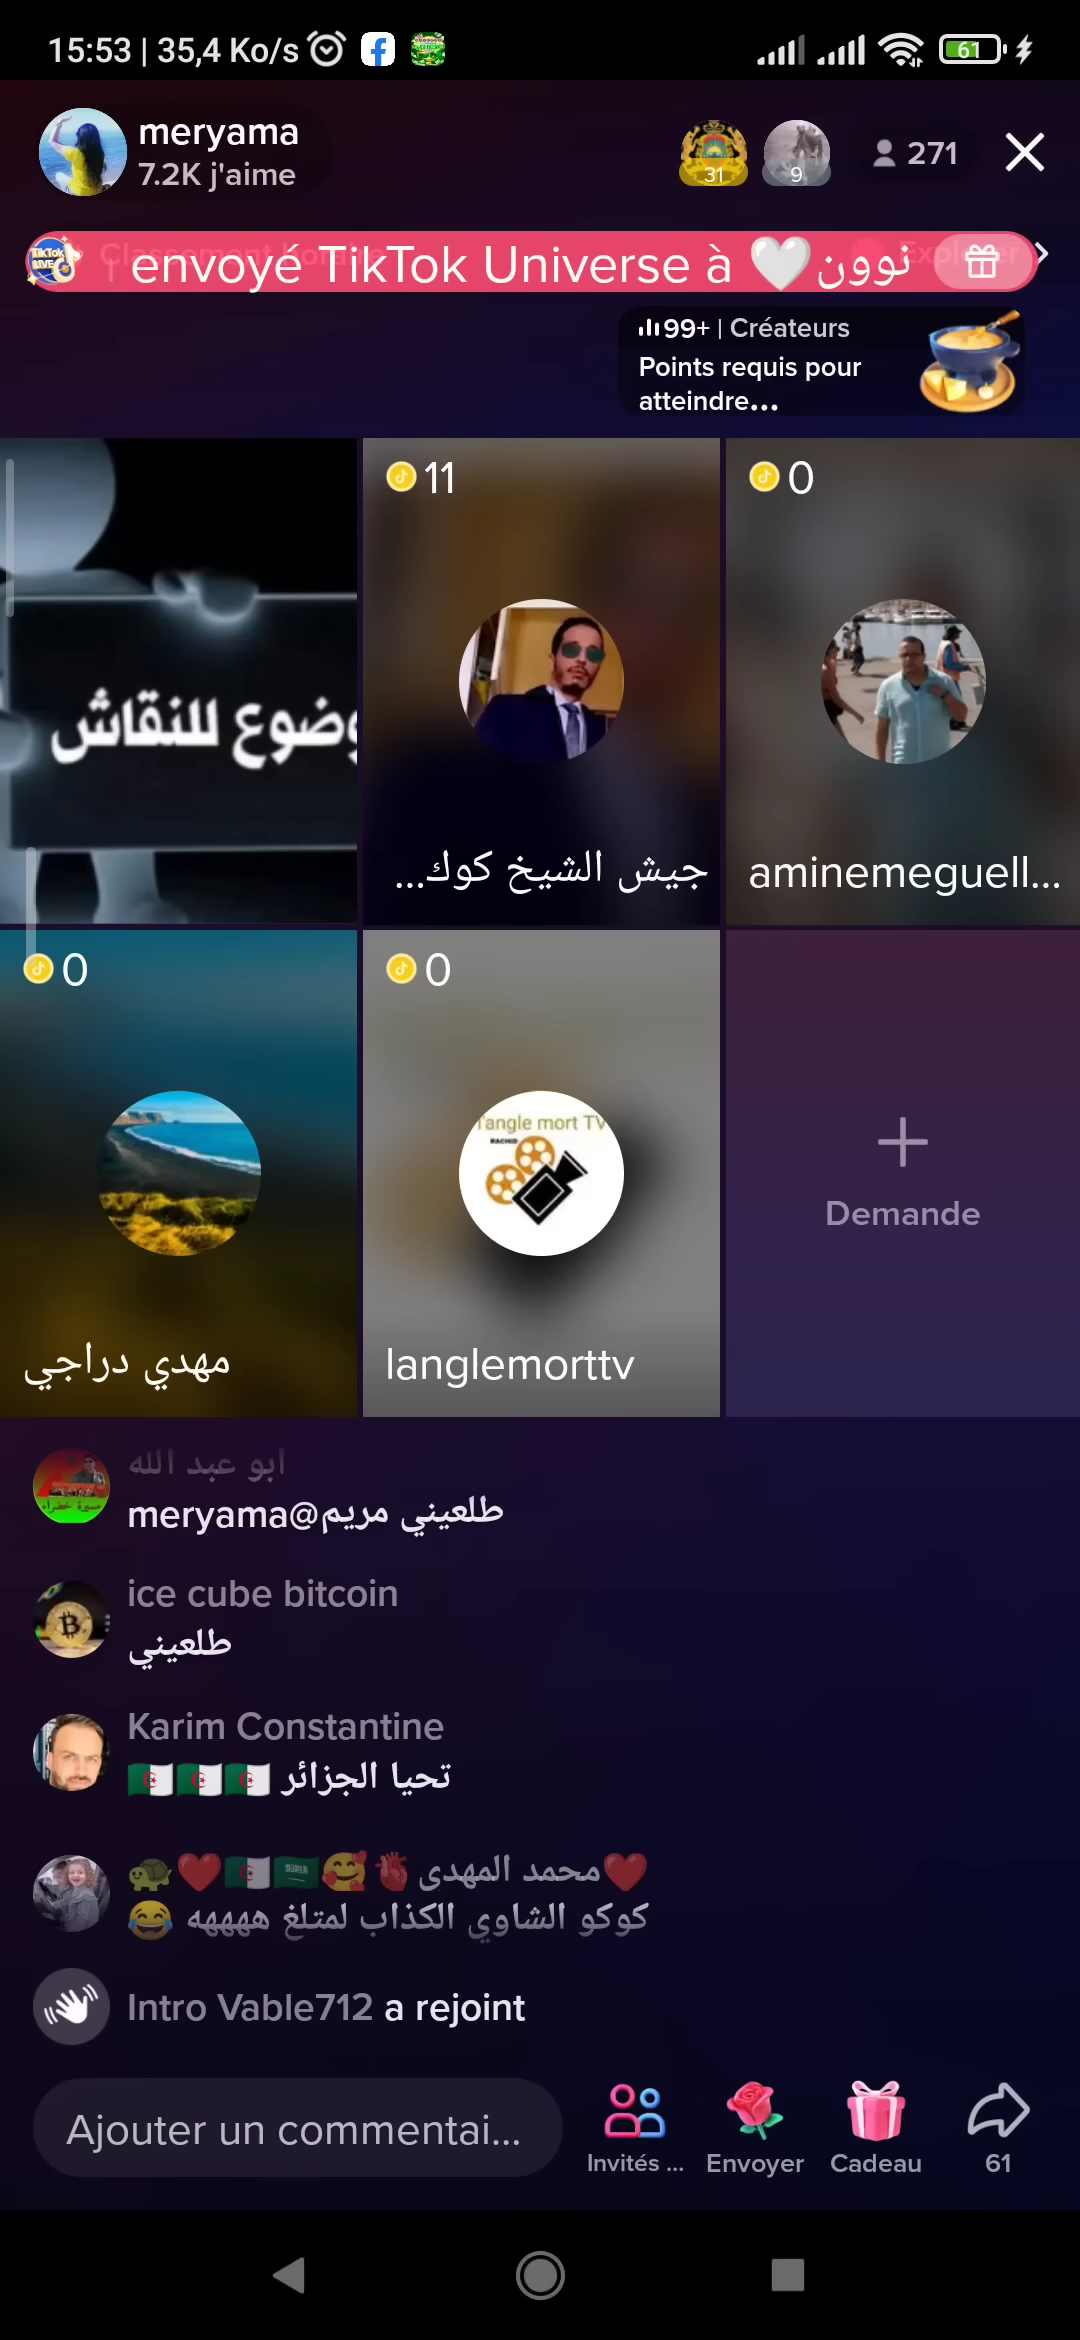 15:53 | 35,4 Ko/s
61
meryama
7.2K j'aime
31
9
271
envoyé TikTok Universe à 🤍نوون
99+ | Créateurs
Points requis pour
atteindre...
وضوع للنقاش
11
جيش الشيخ كوك...
0
aminemeguell...
0
مهدي دراجي
0
l'angle mort TV
RACHID
langlemorttv
Demande
ابو عبد الله
meryama@طلعيني مريم
ice cube bitcoin
طلعيني
Karim Constantine
تحيا الجزائر 🇩🇿🇩🇿🇩🇿
❤️محمد المهدى 🫀🥰🇸🇦🇩🇿❤️🐢
كوكو الشاوي الكذاب لمتلغ ههههه 😂
Intro Vable712 a rejoint
Ajouter un commentai...
Invités ...
Envoyer
Cadeau
61